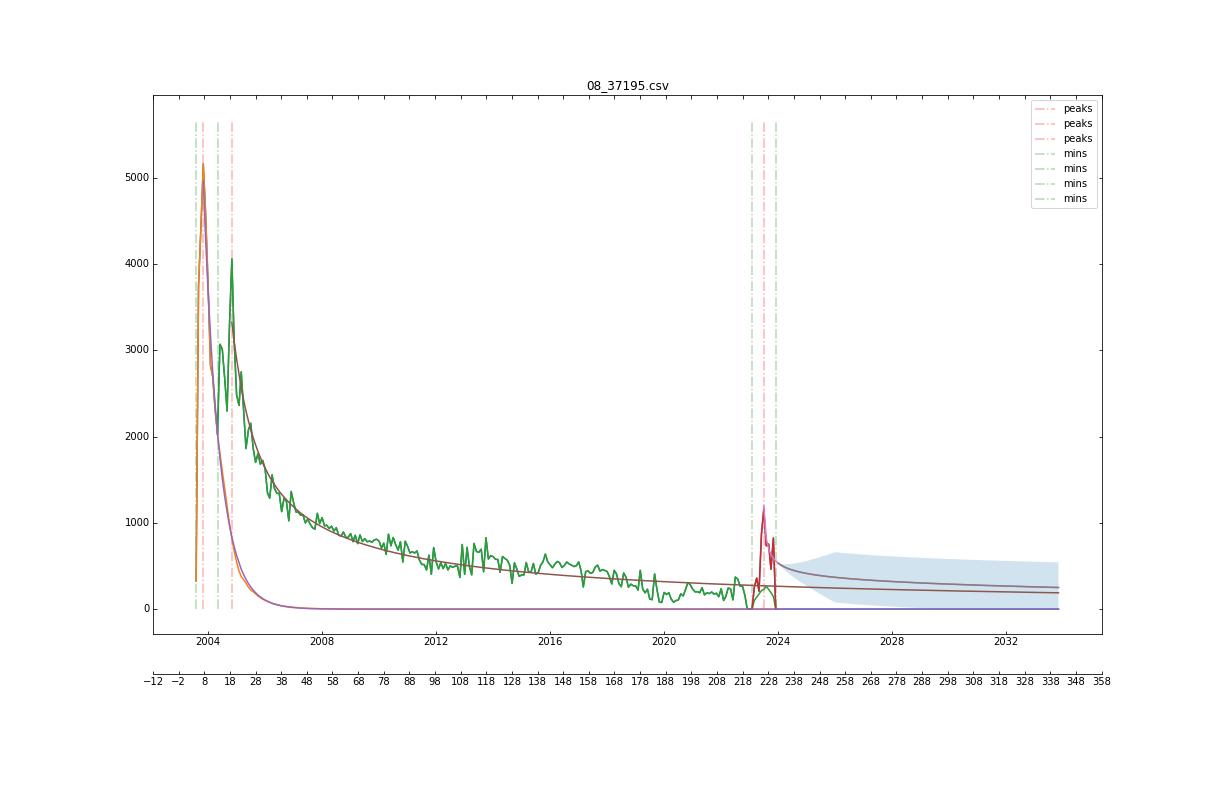 08_37195.csv
peaks
peaks
peaks
mins
mins
mins
mins
5000
4000
3000
2000
1000
0
2004 2008 2012 2016 2020 2024 2028 2032
−12 −2 8 18 28 38 48 58 68 78 88 98 108 118 128 138 148 158 168 178 188 198 208 218 228 238 248 258 268 278 288 298 308 318 328 338 348 358